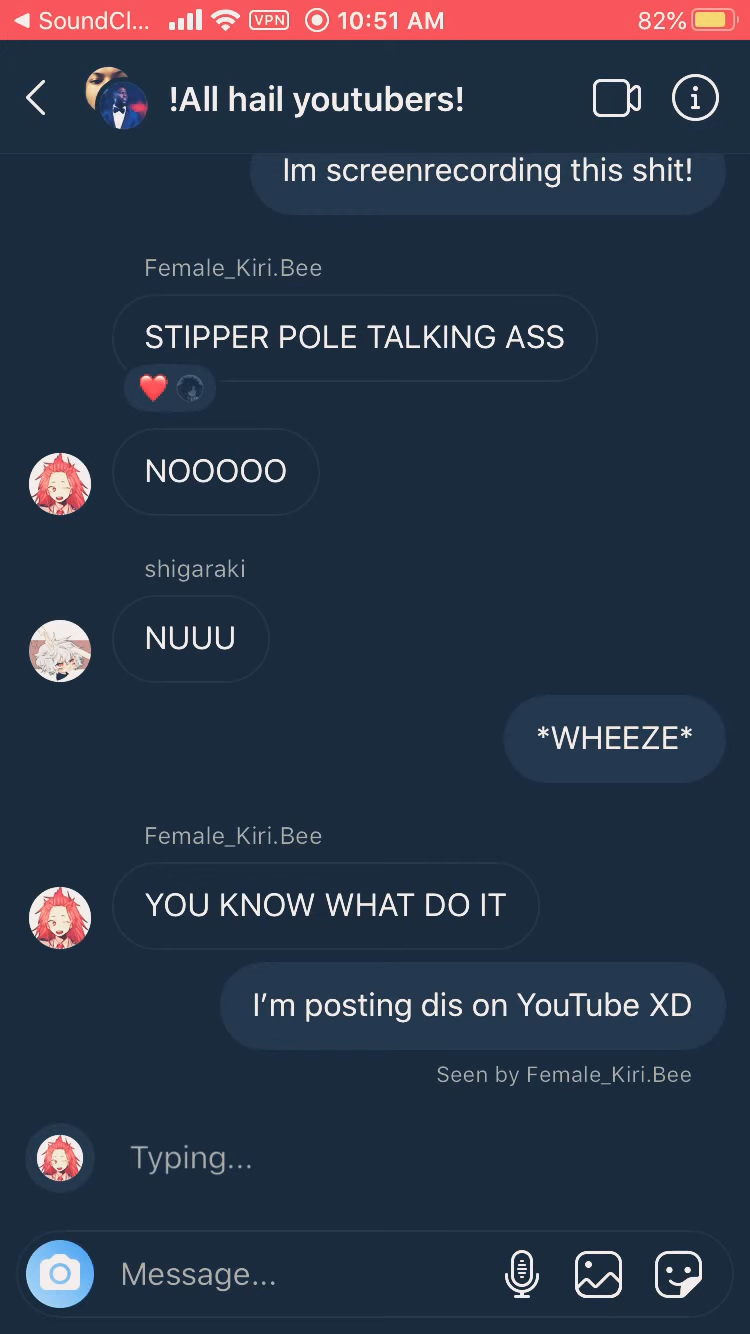 SoundCl... VPN 10:51 AM 82%
!All hail youtubers!
Im screenrecording this shit!
Female_Kiri.Bee
STIPPER POLE TALKING ASS
NOOOOO
shigaraki
NUUU
*WHEEZE*
Female_Kiri.Bee
YOU KNOW WHAT DO IT
I’m posting dis on YouTube XD
Seen by Female_Kiri.Bee
Typing...
Message...